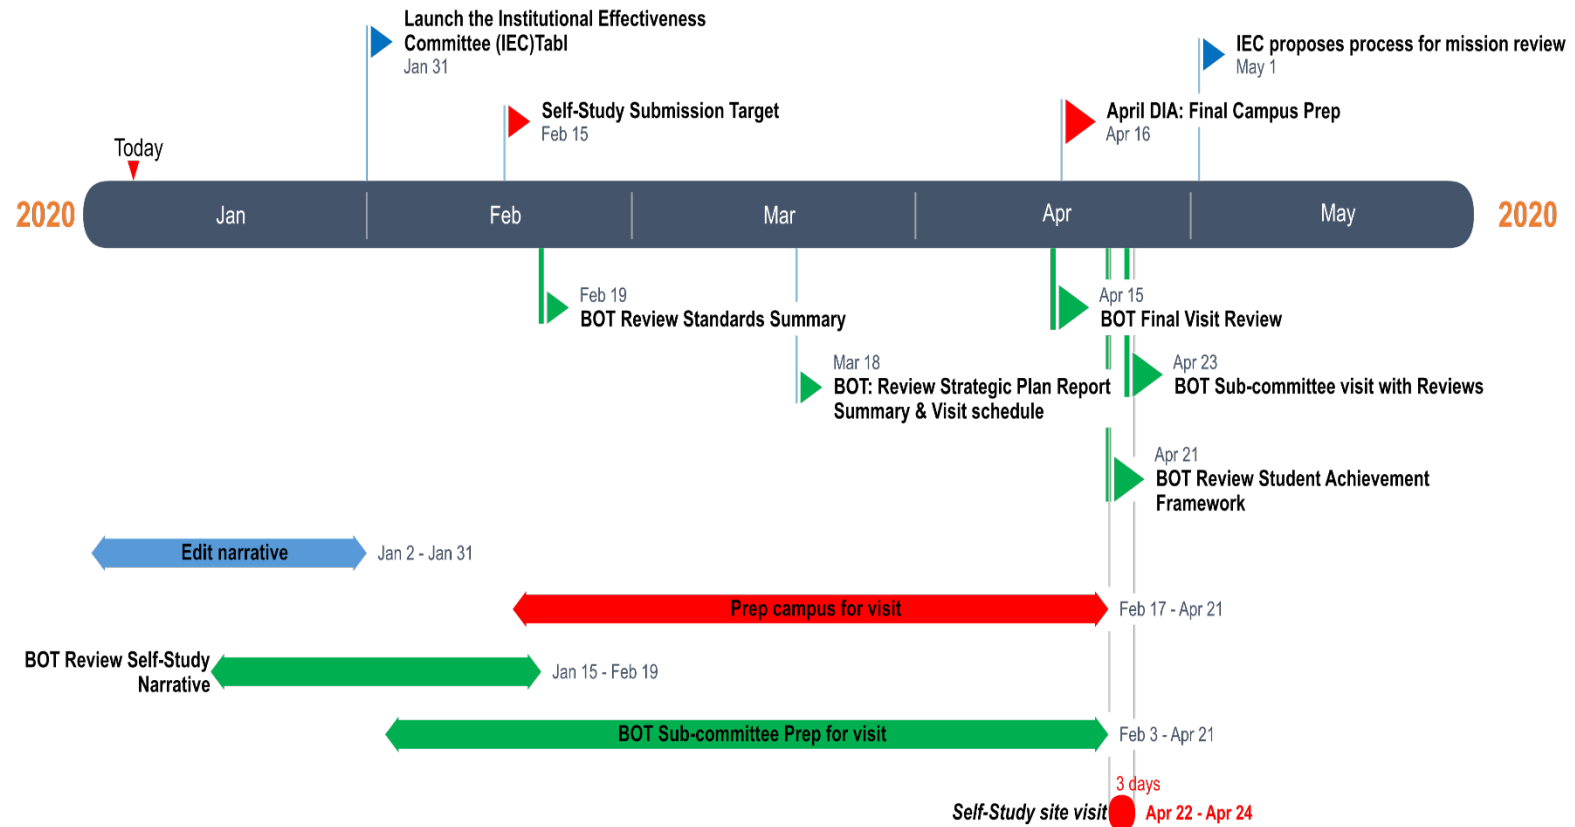 Launch the Institutional Effectiveness
Committee (IEC)Tabl
Jan 31
IEC proposes process for mission review
May 1
Self-Study Submission Target
Feb 15
April DIA: Final Campus Prep
Apr 16
Today
2020 Jan Feb Mar Apr May 2020
Feb 19
BOT Review Standards Summary
Apr 15
BOT Final Visit Review
Mar 18
BOT: Review Strategic Plan Report
Summary & Visit schedule
Apr 23
BOT Sub-committee visit with Reviews
Apr 21
BOT Review Student Achievement
Framework
Edit narrative Jan 2 - Jan 31
Prep campus for visit Feb 17 - Apr 21
BOT Review Self-Study
Narrative
Jan 15 - Feb 19
BOT Sub-committee Prep for visit Feb 3 - Apr 21
3 days
Self-Study site visit Apr 22 - Apr 24